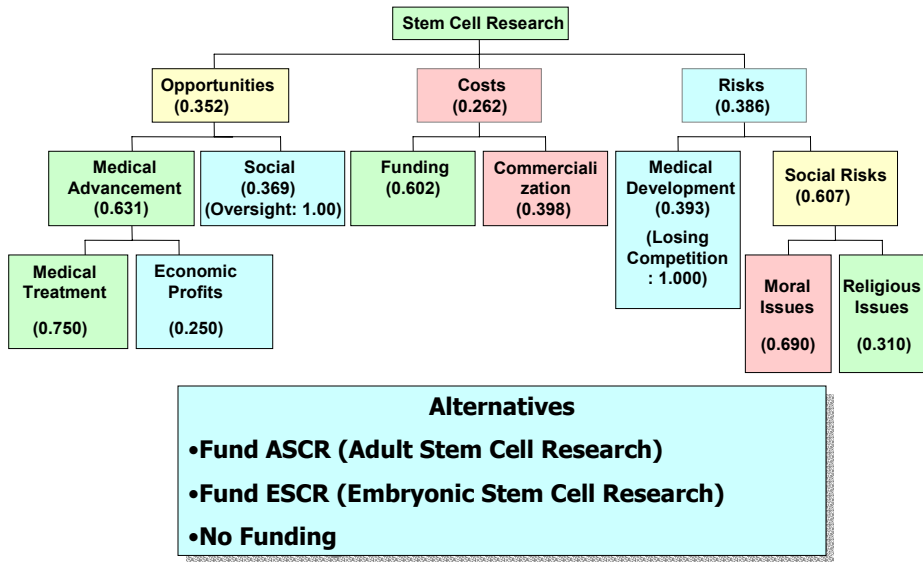 Stem Cell Research
Opportunities
(0.352)
Costs
(0.262)
Risks
(0.386)
Medical
Advancement
(0.631)
Social
(0.369)
(Oversight: 1.00)
Funding
(0.602)
Commerciali
zation
(0.398)
Medical
Development
(0.393)
(Losing
Competition
: 1.000)
Social Risks
(0.607)
Medical
Treatment
(0.750)
Economic
Profits
(0.250)
Moral
Issues
(0.690)
Religious
Issues
(0.310)
Alternatives
•Fund ASCR (Adult Stem Cell Research)
•Fund ESCR (Embryonic Stem Cell Research)
•No Funding